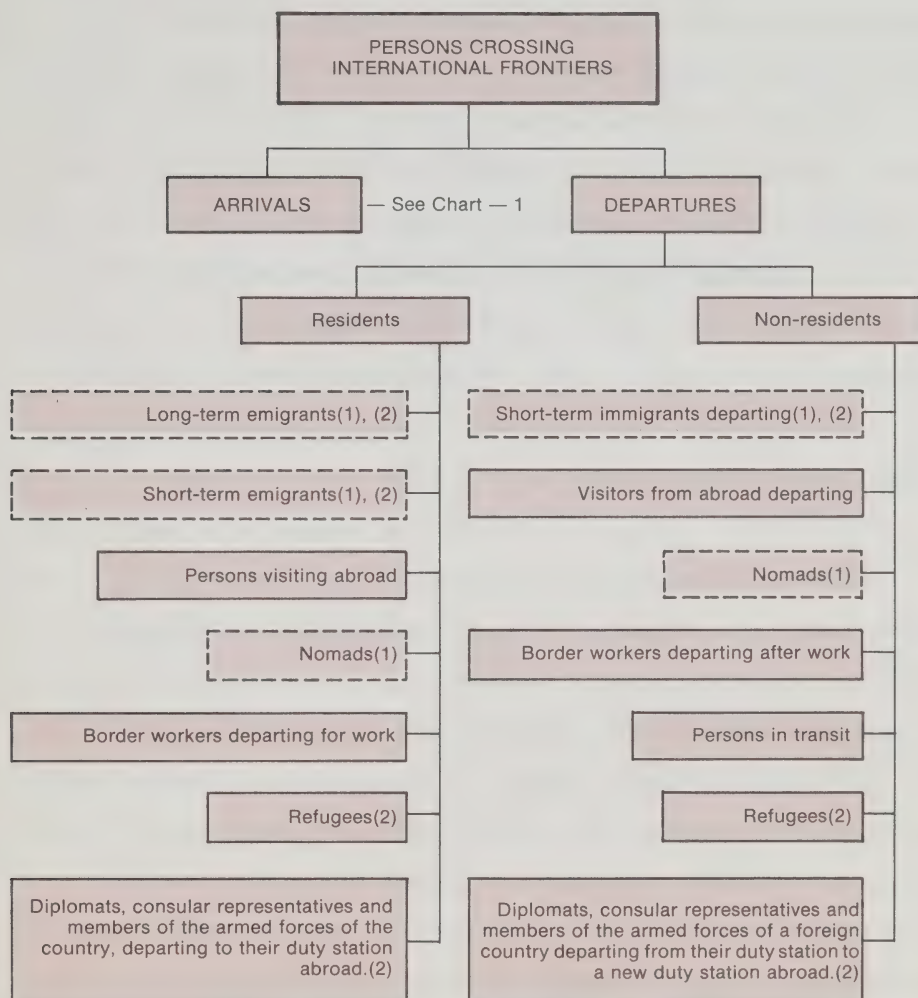 PERSONS CROSSING
INTERNATIONAL FRONTIERS
ARRIVALS
— See Chart — 1
DEPARTURES
Residents
Long-term emigrants(1), (2)
Short-term emigrants(1), (2)
Persons visiting abroad
Nomads(1)
Border workers departing for work
Refugees(2)
Diplomats, consular representatives and
members of the armed forces of the
country, departing to their duty station
abroad.(2)
Non-residents
Short-term immigrants departing(1), (2)
Visitors from abroad departing
Nomads(1)
Border workers departing after work
Persons in transit
Refugees(2)
Diplomats, consular representatives and
members of the armed forces of a foreign
country departing from their duty station to
a new duty station abroad.(2)